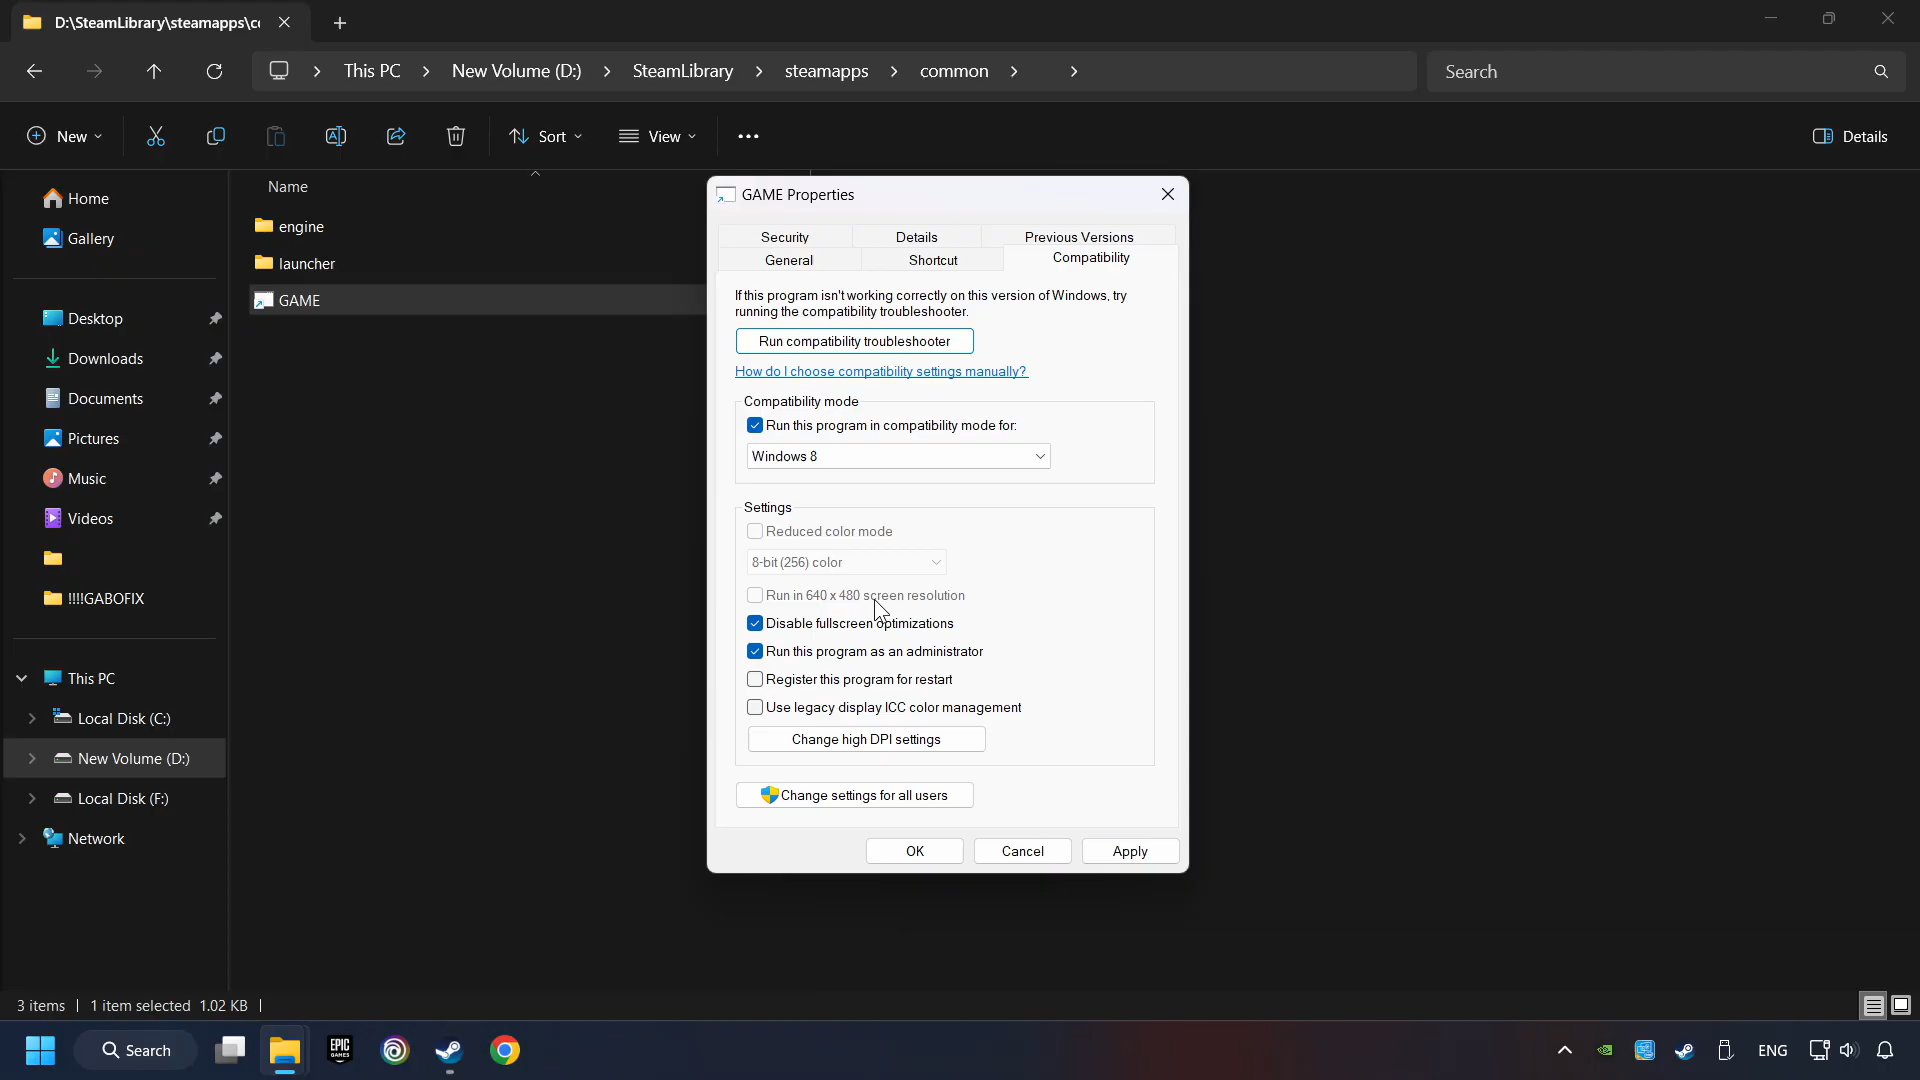 D:\SteamLibrary\steamapps\cc
This PC
New Volume (D:)
SteamLibrary
steamapps
common
Search
New
Sort
View
Details
Home
Gallery
Desktop
Downloads
Documents
Pictures
Music
Videos
!!!!GABOFIX
This PC
Local Disk (C:)
New Volume (D:)
Local Disk (F:)
Network
Name
engine
launcher
GAME
GAME Properties
Security
Details
Previous Versions
General
Shortcut
Compatibility
If this program isn't working correctly on this version of Windows, try
running the compatibility troubleshooter.
Run compatibility troubleshooter
How do I choose compatibility settings manually?
Compatibility mode
Run this program in compatibility mode for:
Windows 8
Settings
Reduced color mode
8-bit (256) color
Run in 640 x 480 screen resolution
Disable fullscreen optimizations
Run this program as an administrator
Register this program for restart
Use legacy display ICC color management
Change high DPI settings
Change settings for all users
OK
Cancel
Apply
3 items
1 item selected 1.02 KB
Search
EPIC
GAMES
ENG